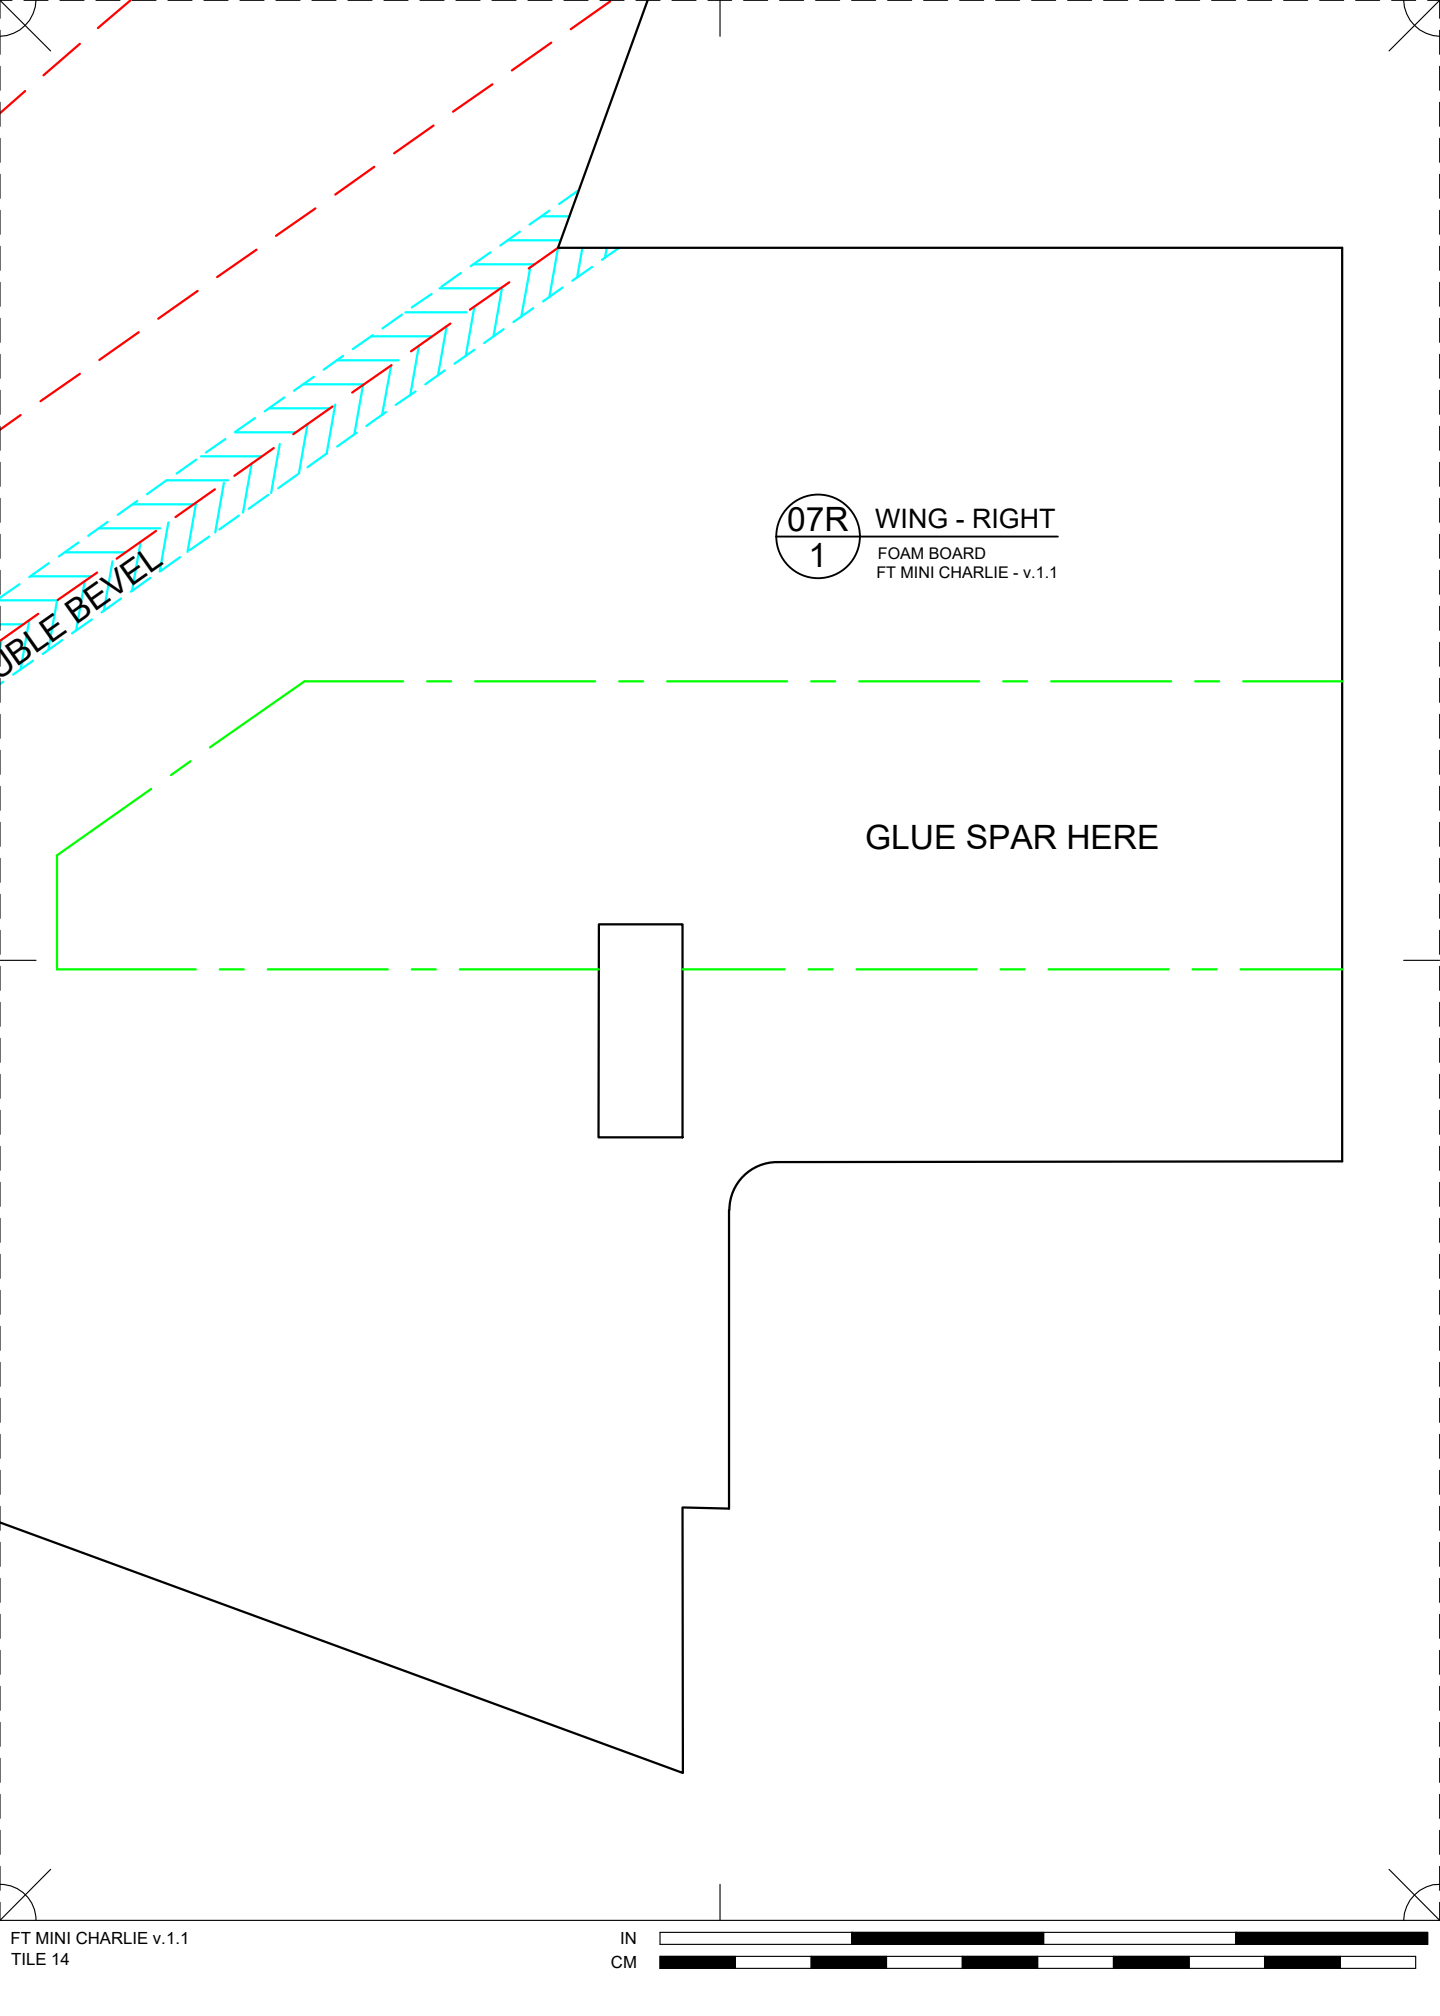 07R
1
WING - RIGHT
FOAM BOARD
FT MINI CHARLIE - v.1.1
UBLE BEVEL
GLUE SPAR HERE
FT MINI CHARLIE v.1.1
TILE 14
IN
CM